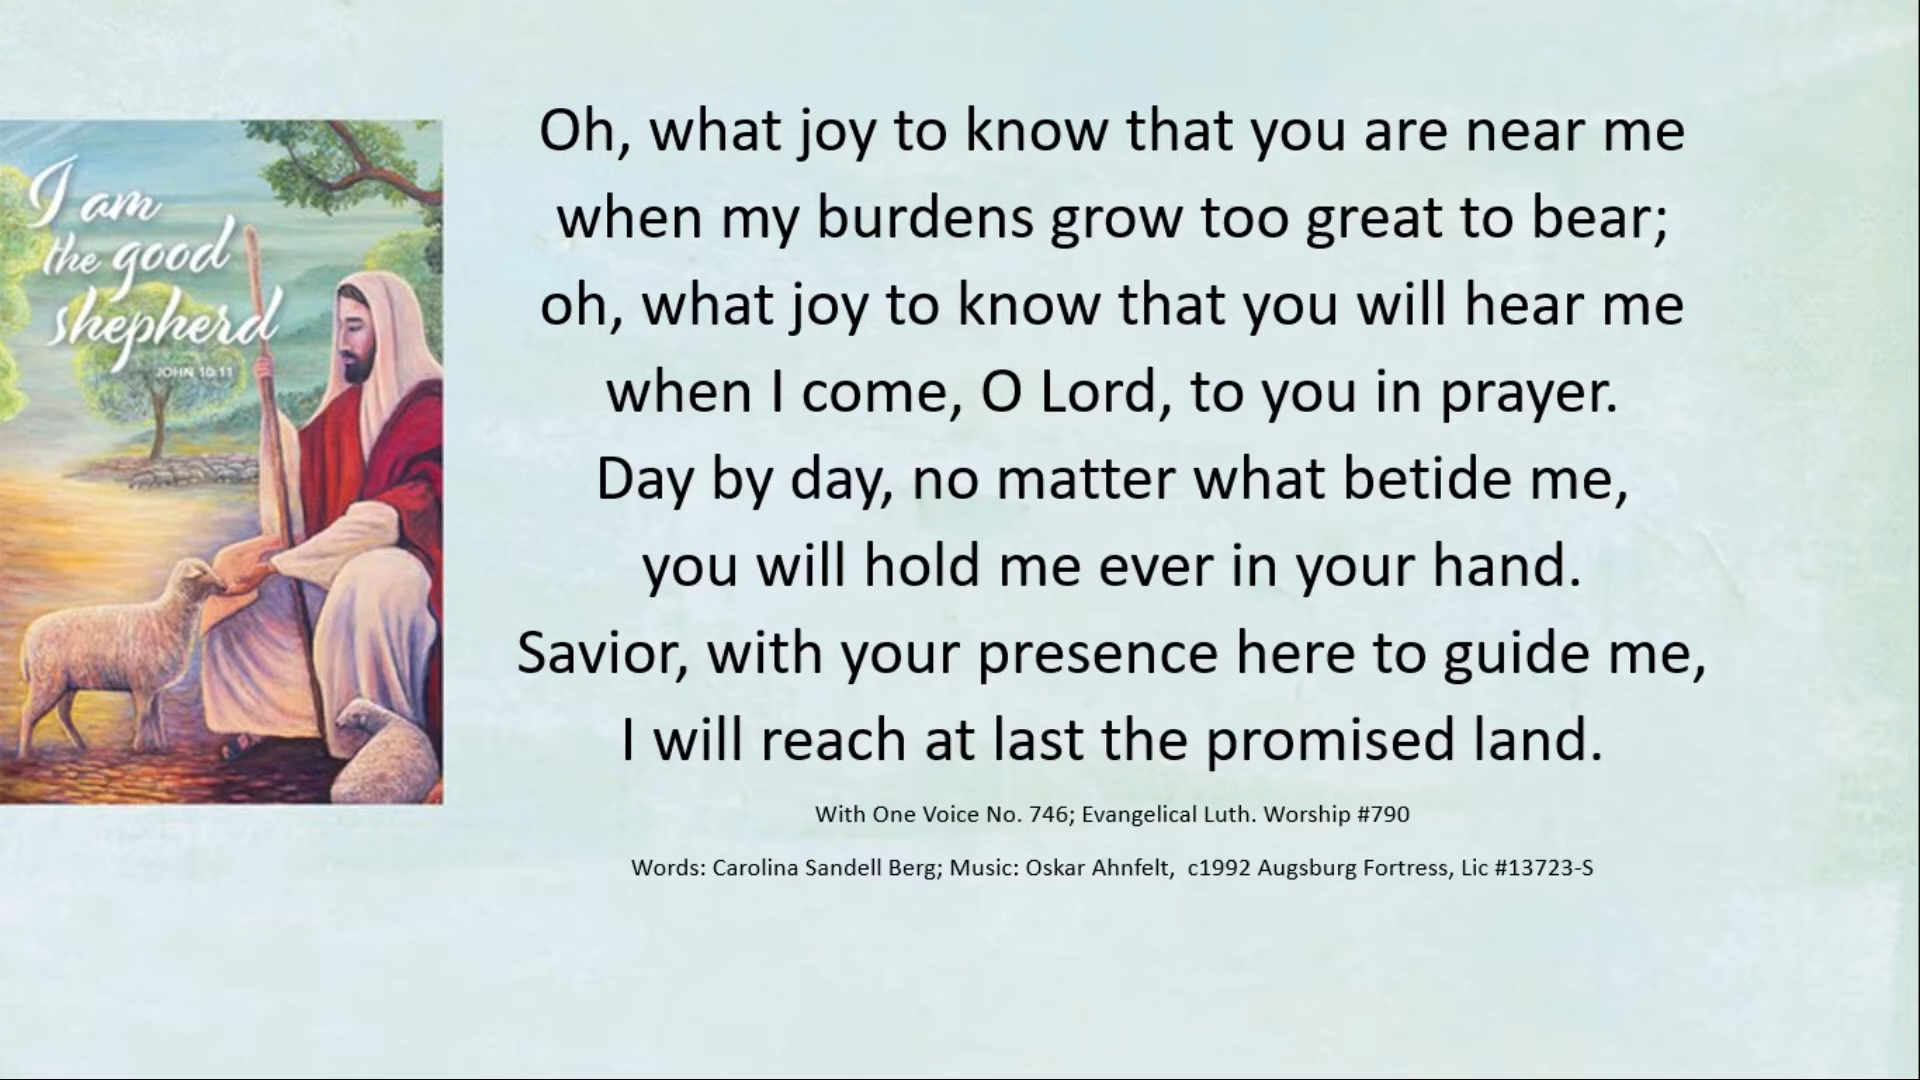 I am
the good
shepherd
JOHN 10:11
Oh, what joy to know that you are near me
when my burdens grow too great to bear;
oh, what joy to know that you will hear me
when I come, O Lord, to you in prayer.
Day by day, no matter what betide me,
you will hold me ever in your hand.
Savior, with your presence here to guide me,
I will reach at last the promised land.
With One Voice No. 746; Evangelical Luth. Worship #790
Words: Carolina Sandell Berg; Music: Oskar Ahnfelt,  c1992 Augsburg Fortress, Lic #13723-S